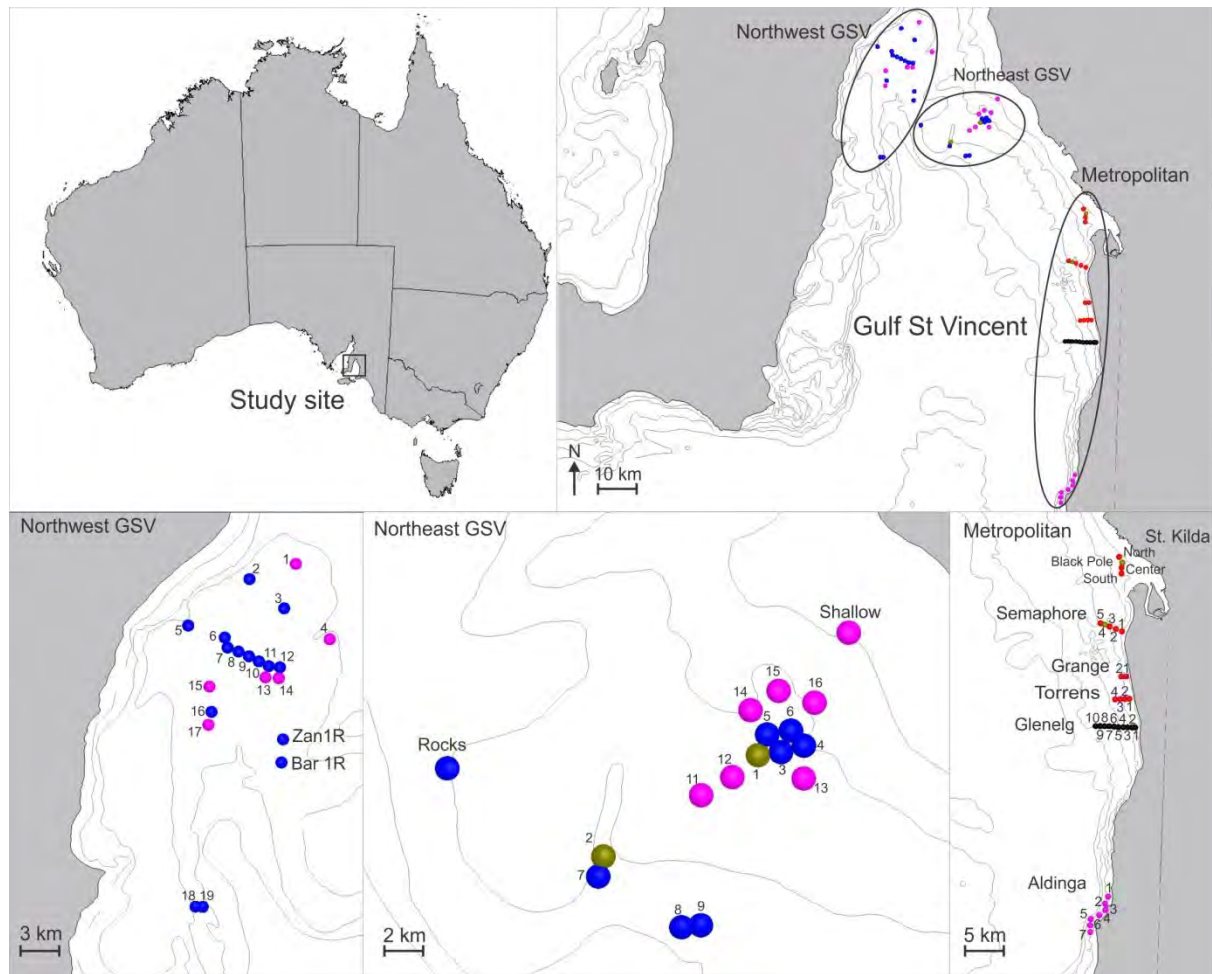 Study site
Northwest GSV
Northeast GSV
Metropolitan
Gulf St Vincent
N
10 km
Northwest GSV
1
2
3
4
5
6
7
8
9
10
11
12
13
14
15
16
17
Zan1R
Bar 1R
18 19
3 km
Northeast GSV
Shallow
15
14
16
5
6
4
1
3
Rocks
12
11
13
2
7
8
9
2 km
Metropolitan
St. Kilda
North
Black Pole
Center
South
Semaphore
5 3 1
4 2
Grange
21
Torrens
4 2
3 1
Glenelg
10 8 6 4 2
9 7 5 3 1
Aldinga
1
2
3
4
5
6
7
5 km